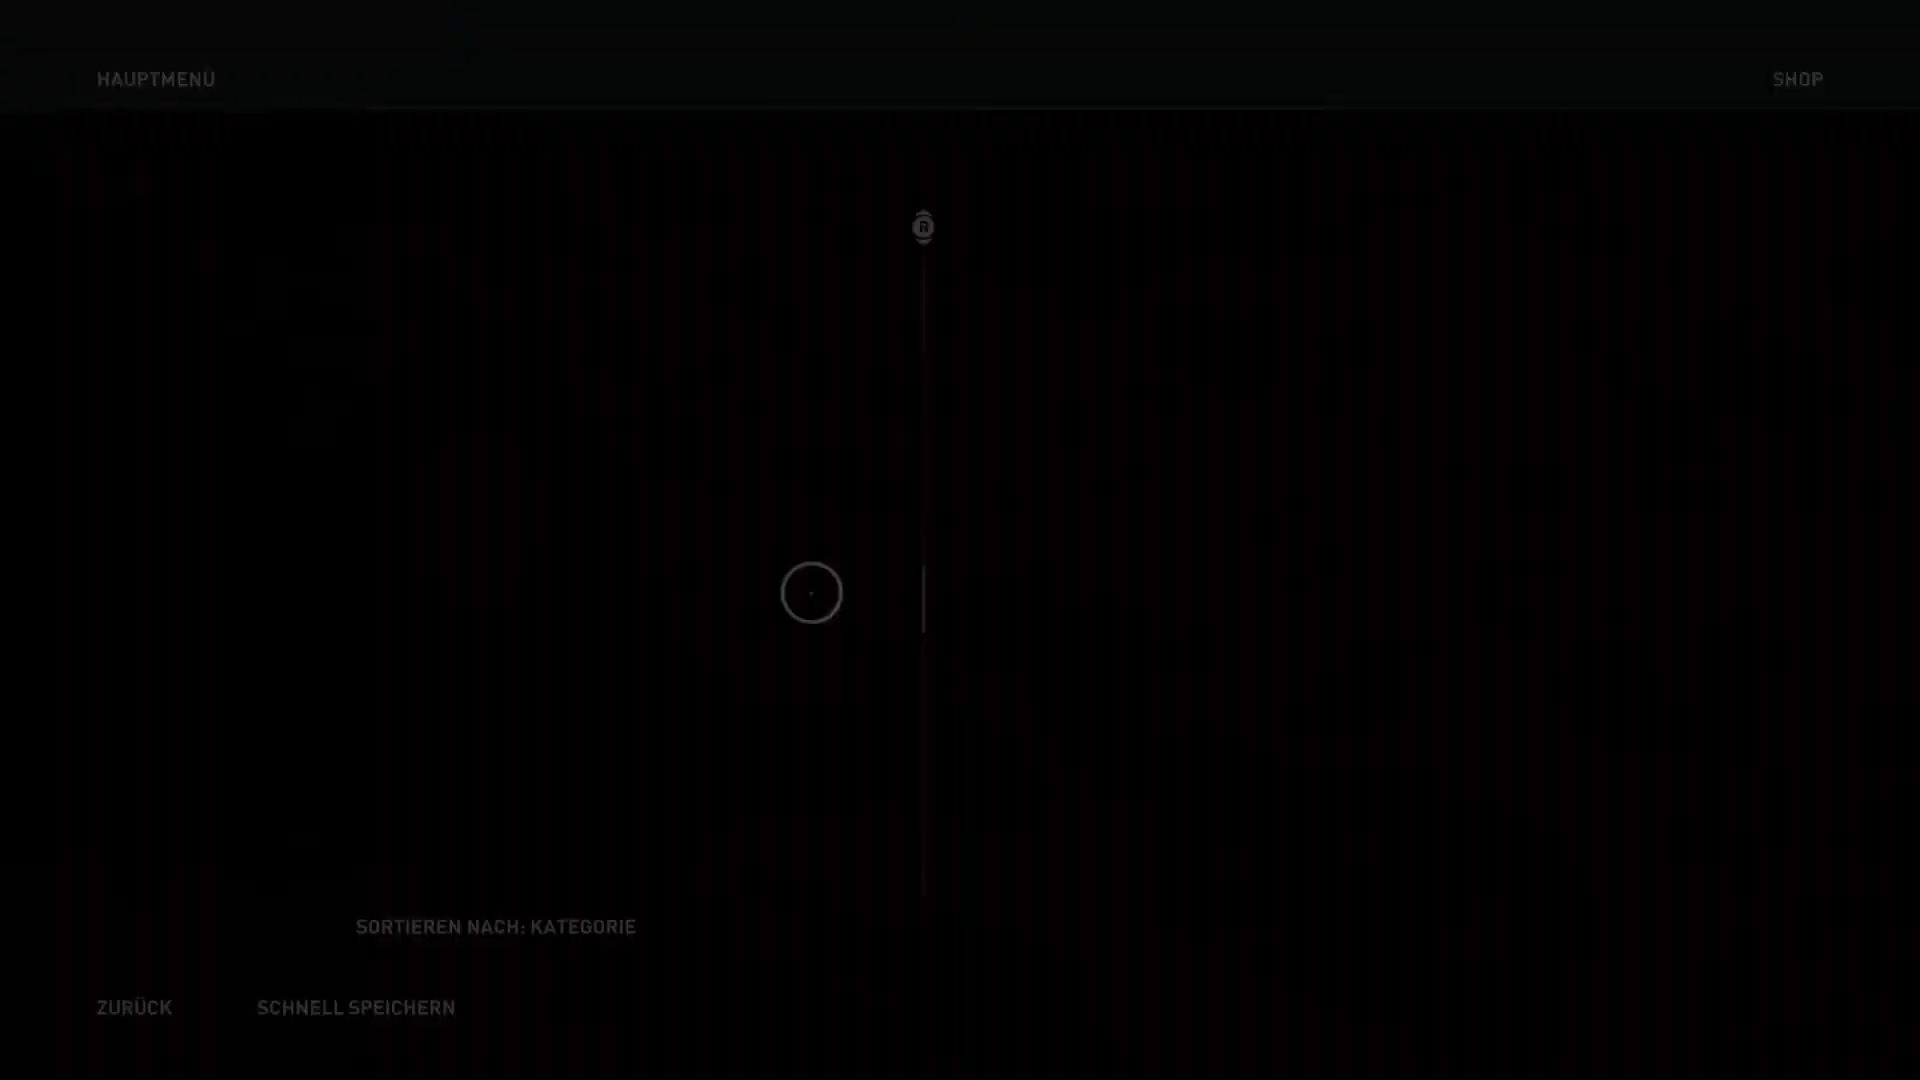 HAUPTMENÜ
SHOP
R
SORTIEREN NACH: KATEGORIE
ZURÜCK
SCHNELL SPEICHERN